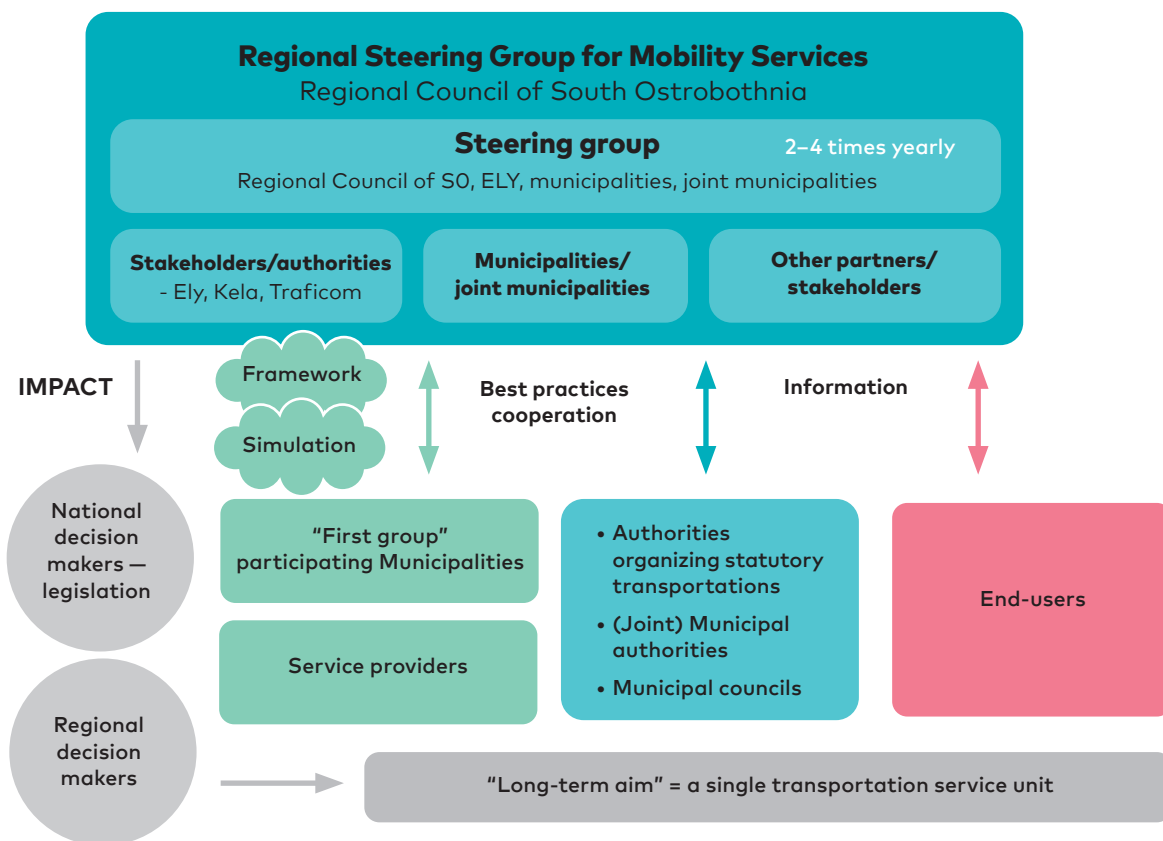 Regional Steering Group for Mobility Services
Regional Council of South Ostrobothnia
Steering group
2–4 times yearly
Regional Council of S0, ELY, municipalities, joint municipalities
Stakeholders/authorities
- Ely, Kela, Traficom
Municipalities/
joint municipalities
Other partners/
stakeholders
IMPACT
Framework
Simulation
Best practices
cooperation
Information
National
decision
makers —
legislation
“First group”
participating Municipalities
Service providers
• Authorities
organizing statutory
transportations
• (Joint) Municipal
authorities
• Municipal councils
End-users
Regional
decision
makers
“Long-term aim” = a single transportation service unit